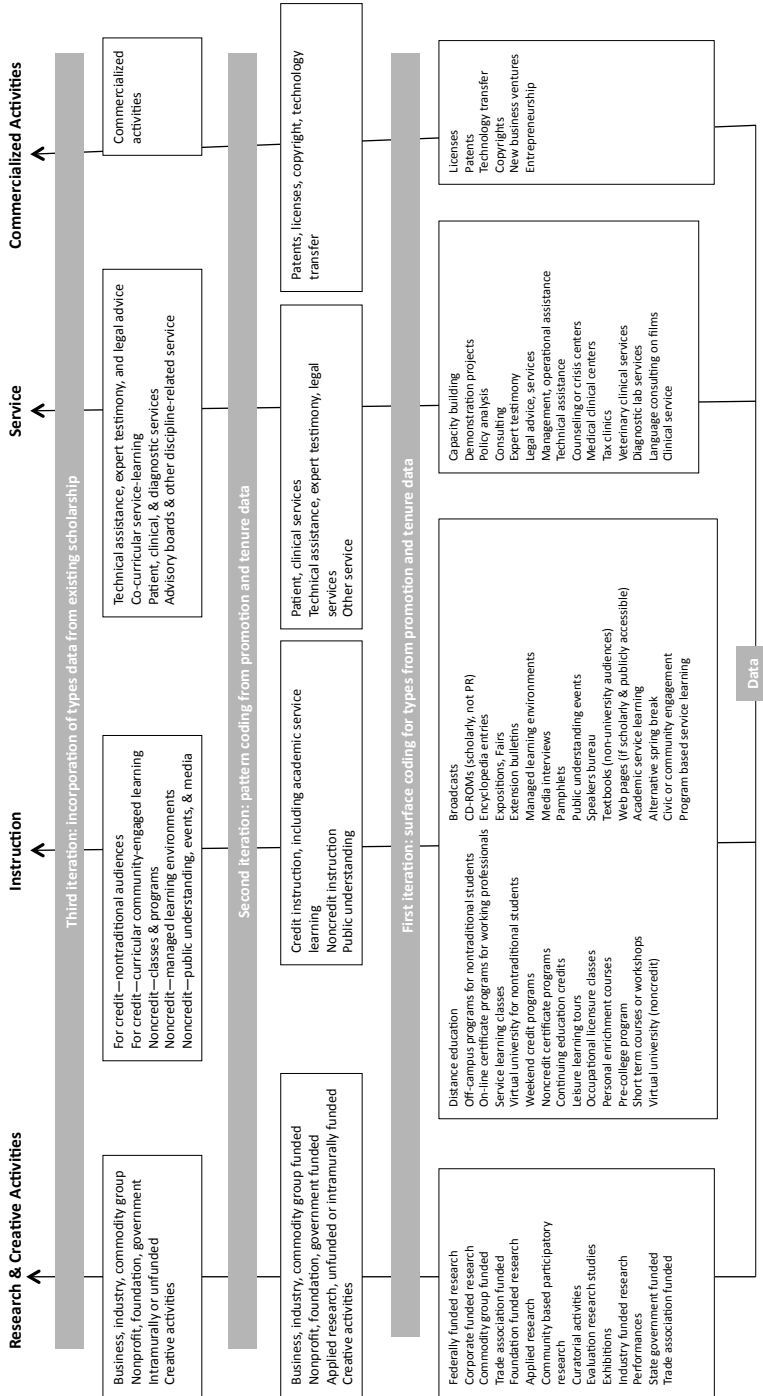 Research & Creative Activities
Instruction
Service
Commercialized Activities
Third iteration: incorporation of types data from existing scholarship
Business, industry, commodity group
Nonprofit, foundation, government
Intramurally or unfunded
Creative activities
For credit—nontraditional audiences
For credit—curricular community-engaged learning
Noncredit—classes & programs
Noncredit—managed learning environments
Noncredit—public understanding, events, & media
Technical assistance, expert testimony, and legal advice
Co-curricular service-learning
Patient, clinical, & diagnostic services
Advisory boards & other discipline-related service
Commercialized
activities
Second iteration: pattern coding from promotion and tenure data
Business, industry, commodity group funded
Nonprofit, foundation, government funded
Applied research, unfunded or intramurally funded
Creative activities
Credit instruction, including academic service
learning
Noncredit instruction
Public understanding
Patient, clinical services
Technical assistance, expert testimony, legal
services
Other service
Patents, licenses, copyright, technology
transfer
First iteration: surface coding for types from promotion and tenure data
Federally funded research
Corporate funded research
Commodity group funded
Trade association funded
Foundation funded research
Applied research
Community based participatory
research
Curatorial activities
Evaluation research studies
Exhibitions
Industry funded research
Performances
State government funded
Trade association funded
Distance education
Off-campus programs for nontraditional students
On-line certificate programs for working professionals
Service learning classes
Virtual university for nontraditional students
Weekend credit programs
Noncredit certificate programs
Continuing education credits
Leisure learning tours
Occupational licensure classes
Personal enrichment courses
Pre-college program
Short term courses or workshops
Virtual university (noncredit)
Broadcasts
CD-ROMs (scholarly, not PR)
Encyclopedia entries
Expositions, Fairs
Extension bulletins
Managed learning environments
Media interviews
Pamphlets
Public understanding events
Speakers bureau
Textbooks (non-university audiences)
Web pages (if scholarly & publicly accessible)
Academic service learning
Alternative spring break
Civic or community engagement
Program based service learning
Capacity building
Demonstration projects
Policy analysis
Consulting
Expert testimony
Legal advice, services
Management, operational assistance
Technical assistance
Counseling or crisis centers
Medical clinical centers
Tax clinics
Veterinary clinical services
Diagnostic lab services
Language consulting on films
Clinical service
Licenses
Patents
Technology transfer
Copyrights
New business ventures
Entrepreneurship
Data